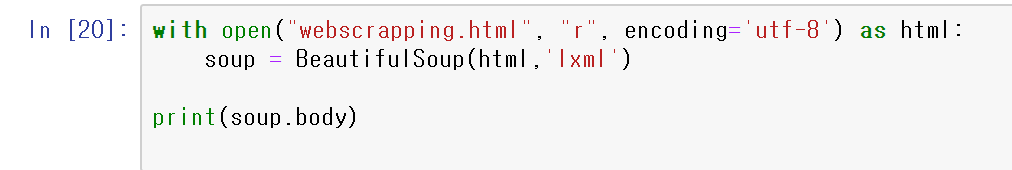 In [20]: with open("webscrapping.html", "r", encoding='utf-8') as html:
soup = BeautifulSoup(html,'lxml')
print(soup.body)